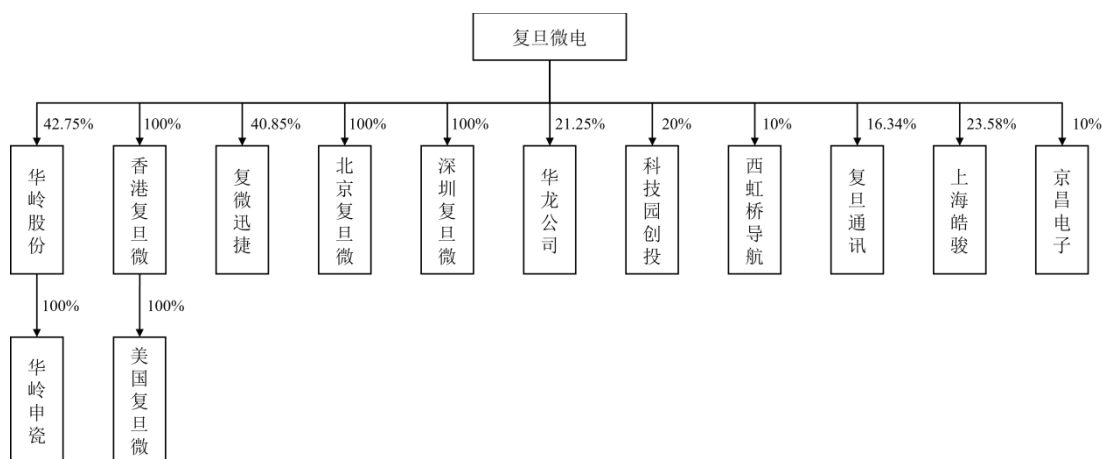 复旦微电
42.75%
100%
40.85%
100%
100%
21.25%
20%
10%
16.34%
23.58%
10%
华岭股份
香港复旦微
复微迅捷
北京复旦微
深圳复旦微
华龙公司
科技园创投
西虹桥导航
复旦通讯
上海皓骏
京昌电子
100%
100%
华岭申瓷
美国复旦微